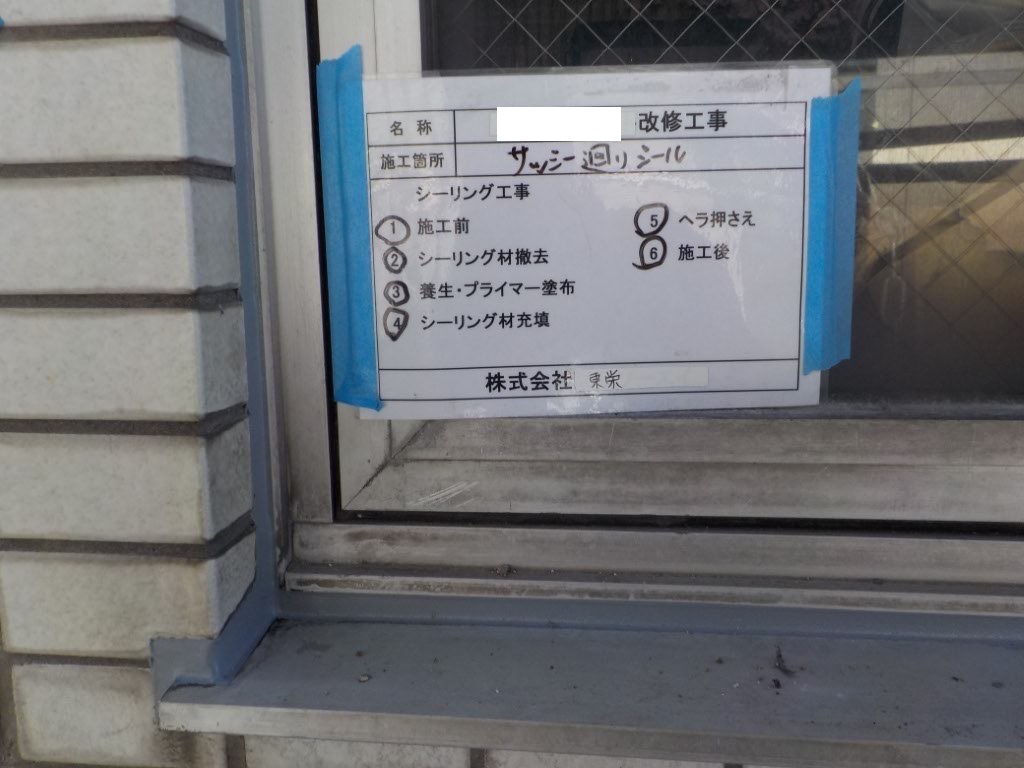 名 称 改修工事
施工箇所 サッシー廻りシール
シーリング工事
① 施工前
② シーリング材撤去
③ 養生・プライマー塗布
④ シーリング材充填
⑤ ヘラ押さえ
⑥ 施工後
株式会社 東栄